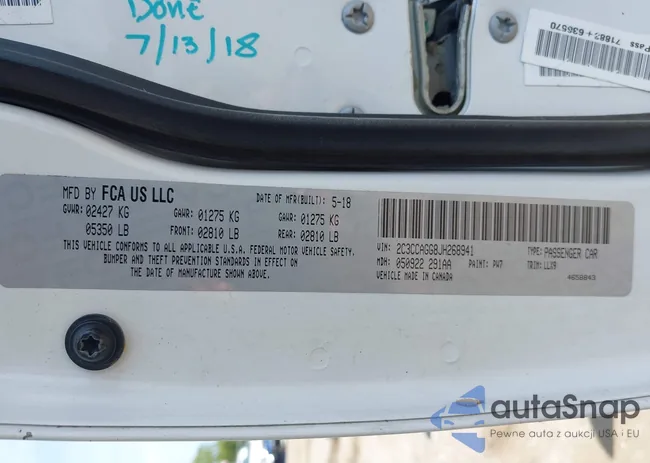 Done
7/13/18
Pass 71882+636570
MFD BY FCA US LLC
DATE OF MFR(BUILT): 5-18
GVWR: 02427 KG GAWR: 01275 KG GAWR: 01275 KG
05350 LB FRONT: 02810 LB REAR: 02810 LB
THIS VEHICLE CONFORMS TO ALL APPLICABLE U.S.A. FEDERAL MOTOR VEHICLE SAFETY,
BUMPER AND THEFT PREVENTION STANDARDS IN EFFECT ON
THE DATE OF MANUFACTURE SHOWN ABOVE.
VIN: 2C3CCAGG8JH268941 TYPE: PASSENGER CAR
MDH: 050922 291AA PAINT: PW7 TRIM: LLX9
VEHICLE MADE IN CANADA
autaSnap
Pewne auta z aukcji USA i EU